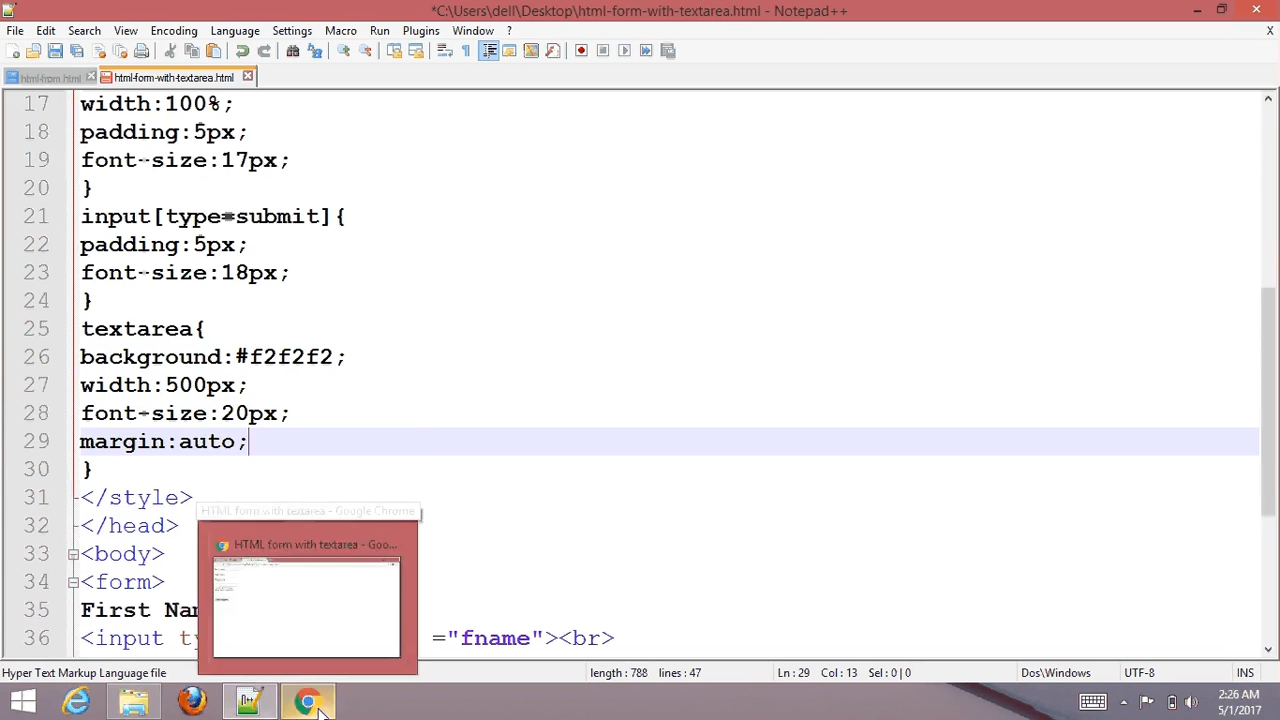 *C:\Users\dell\Desktop\html-form-with-textarea.html - Notepad++
File Edit Search View Encoding Language Settings Macro Run Plugins Window ? X
html-from.html html-form-with-textarea.html
17 width:100%;
18 padding:5px;
19 font-size:17px;
20 }
21 input[type=submit]{
22 padding:5px;
23 font-size:18px;
24 }
25 textarea{
26 background:#f2f2f2;
27 width:500px;
28 font-size:20px;
29 margin:auto;
30 }
31 </style>
32 </head>
33 <body>
34 <form>
35 First Nam
36 <input ty ="fname"><br>
HTML form with textarea - Google Chrome
HTML form with textarea - Goo...
Hyper Text Markup Language file length : 788 lines : 47 Ln : 29 Col : 13 Sel : 0 | 0 Dos\Windows UTF-8 INS
2:26 AM
5/1/2017